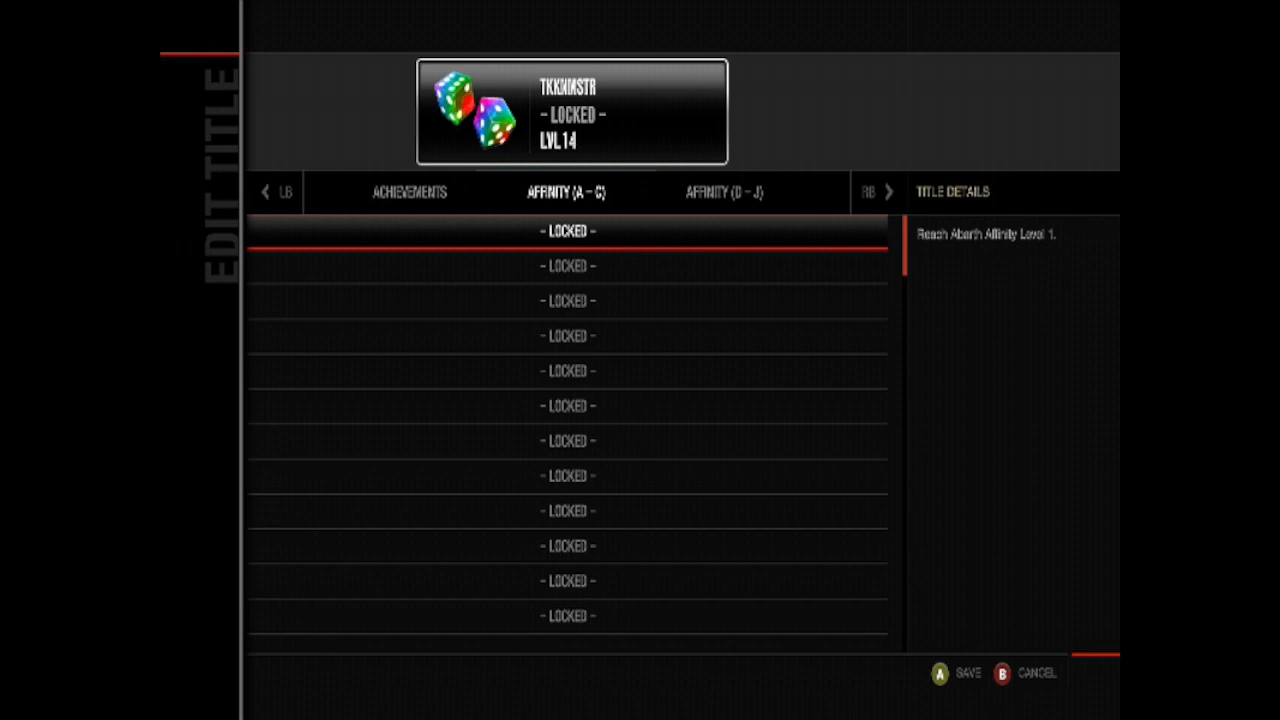 EDIT TITLE
TKKNMSTR
- LOCKED -
LVL 14
LB
ACHIEVEMENTS
AFFINITY (A - C)
AFFINITY (D - J)
RB
TITLE DETAILS
- LOCKED -
Reach Abarth Affinity Level 1.
- LOCKED -
- LOCKED -
- LOCKED -
- LOCKED -
- LOCKED -
- LOCKED -
- LOCKED -
- LOCKED -
- LOCKED -
- LOCKED -
- LOCKED -
A SAVE B CANCEL